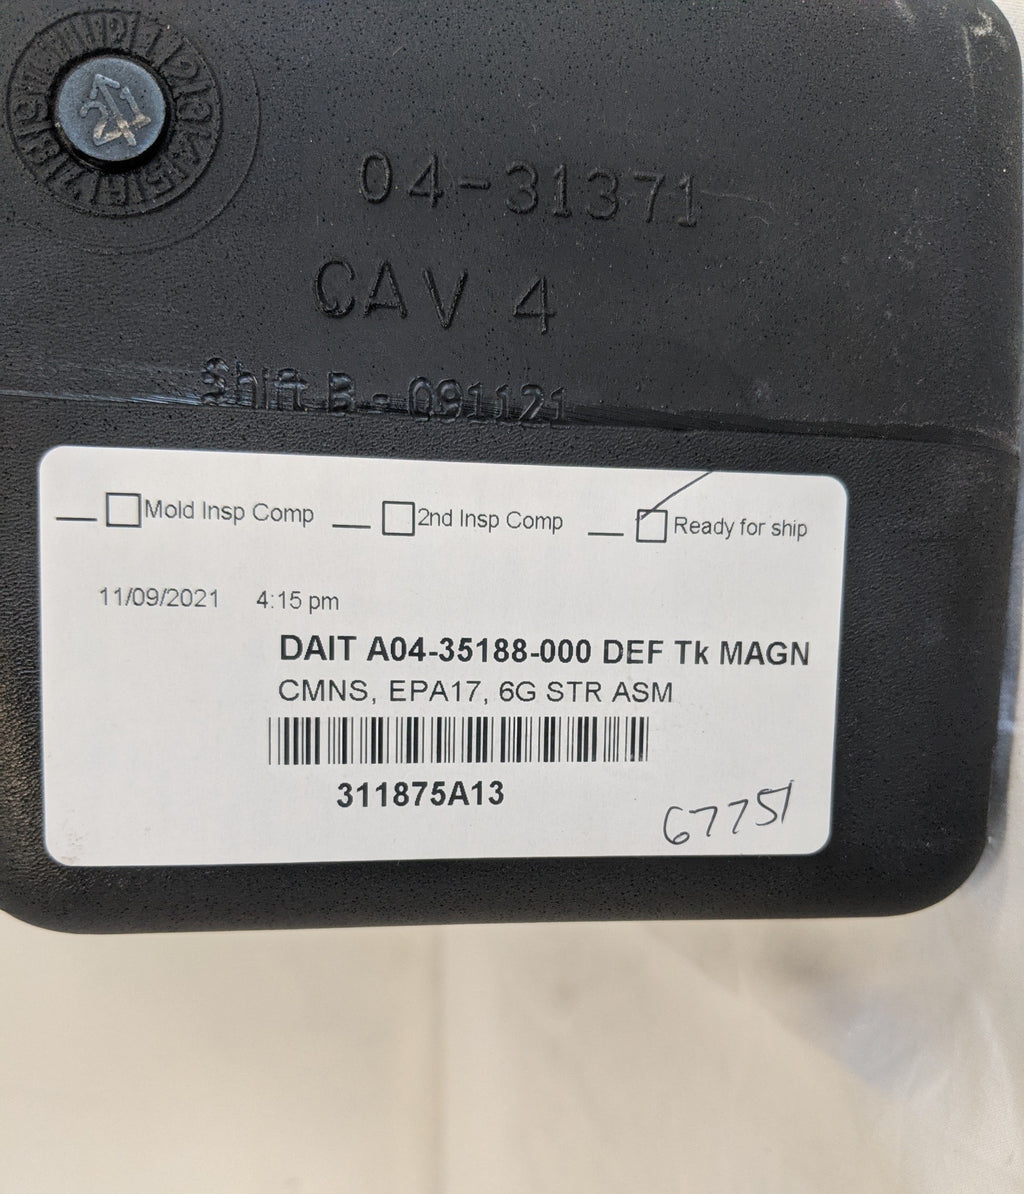 21
04-31371
CAV 4
Shift B - 091121
Mold Insp Comp 2nd Insp Comp Ready for ship
11/09/2021 4:15 pm
DAIT A04-35188-000 DEF Tk MAGN
CMNS, EPA17, 6G STR ASM
311875A13
67751